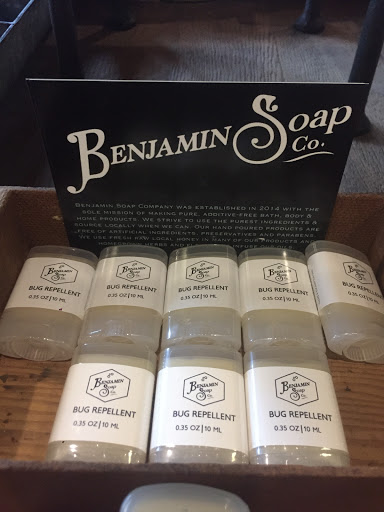 BENJAMIN Soap
Co.
BENJAMIN SOAP COMPANY WAS ESTABLISHED IN 2014 WITH THE
SOLE MISSION OF MAKING PURE, ADDITIVE-FREE BATH, BODY &
HOME PRODUCTS. WE STRIVE TO USE THE PUREST INGREDIENTS &
SOURCE LOCALLY WHEN WE CAN. OUR HAND POURED PRODUCTS ARE
FREE OF ARTIFICIAL INGREDIENTS, PRESERVATIVES AND PARABENS.
WE USE FRESH RAW LOCAL HONEY IN MANY OF OUR PRODUCTS AND
HOMEGROWN HERBS AND
BENJAMIN Soap Co.
BUG REPELLENT
0.35 OZ | 10 ML
BENJAMIN Soap Co.
BUG REPELLENT
0.35 OZ | 10 ML
BENJAMIN Soap Co.
BUG REPELLENT
0.35 OZ | 10 ML
BENJAMIN Soap Co.
BUG REPELLENT
0.35 OZ | 10 ML
BENJAMIN Soap Co.
BUG REPELLENT
0.35 OZ | 10 ML
BENJAMIN Soap Co.
BUG REPELLENT
0.35 OZ | 10 ML
BENJAMIN Soap Co.
BUG REPELLENT
0.35 OZ | 10 ML
BENJAMIN Soap Co.
BUG REPELLENT
0.35 OZ | 10 ML